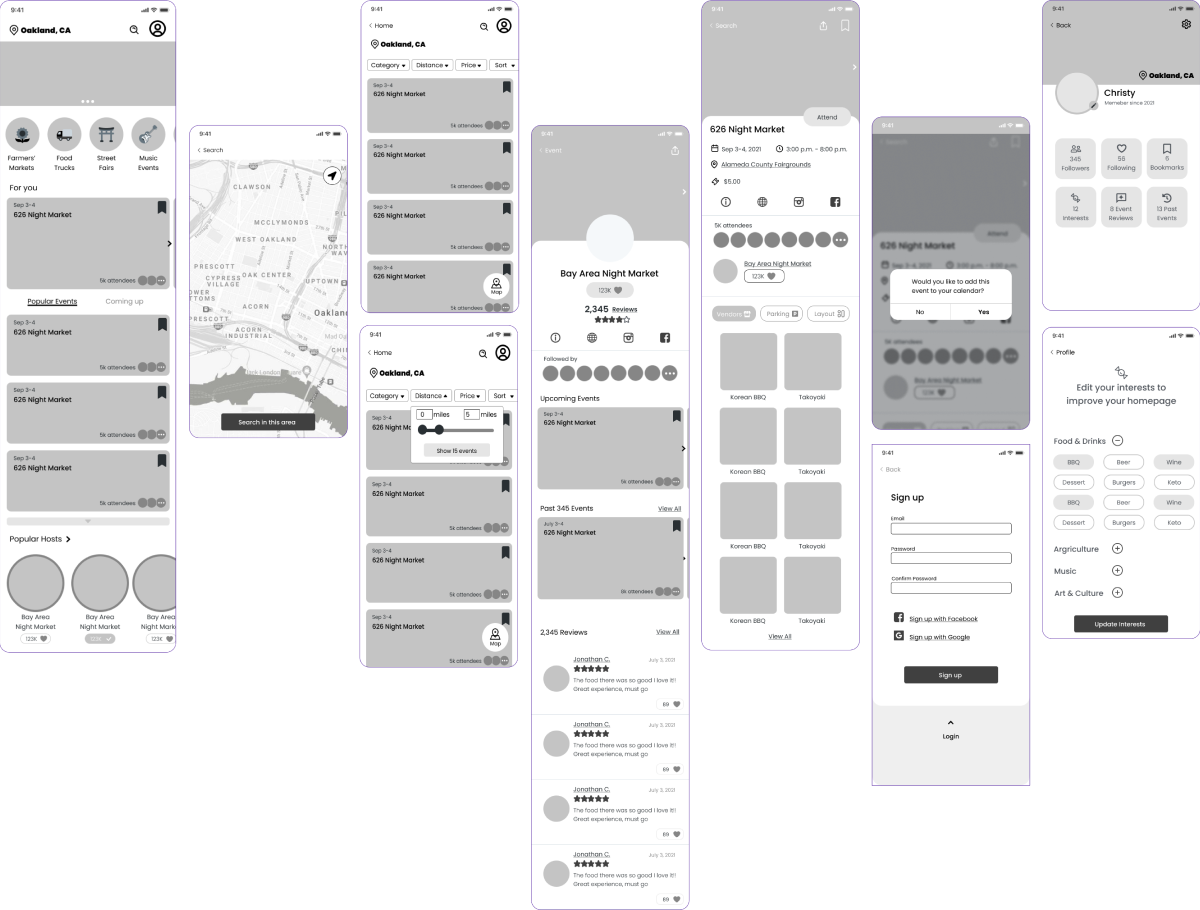 9:41
Oakland, CA
Farmers'
Markets
Food
Trucks
Street
Fairs
Music
Events
For you
Sep 3-4
626 Night Market
5k attendees
Popular Events
Coming up
Sep 3-4
626 Night Market
5k attendees
Sep 3-4
626 Night Market
5k attendees
Sep 3-4
626 Night Market
5k attendees
Popular Hosts
Bay Area
Night Market
123K
Bay Area
Night Market
123K
Bay Area
Night Market
123K
9:41
Search
CLAWSON
MCCLYMONDS
WEST OAKLAND
PRESCOTT
CYPRESS
VILLAGE
OAK CENTER
UPTOWN
ACORN
PRESCOTT
ACORN
INDUSTRIAL
Oaklan
Search in this area
9:41
Home
Oakland, CA
Category
Distance
Price
Sort
Sep 3-4
626 Night Market
5k attendees
Sep 3-4
626 Night Market
5k attendees
Sep 3-4
626 Night Market
5k attendees
Sep 3-4
626 Night Market
Map
5k attendees
9:41
Home
Oakland, CA
Category
Distance
Price
Sort
Sep 3-4
626 Night Ma
0 miles
5 miles
Show 15 events
Sep 3-4
626 Night Market
5k attendees
Sep 3-4
626 Night Market
5k attendees
Sep 3-4
626 Night Market
Map
5k attendees
9:41
Event
Bay Area Night Market
123K
2,345 Reviews
Followed by
Upcoming Events
Sep 3-4
626 Night Market
5k attendees
Past 345 Events
View All
July 3-4
626 Night Market
5k attendees
2,345 Reviews
View All
Jonathan C.
July 3, 2021
The food there was so good I love it!
Great experience, must go
89
Jonathan C.
July 3, 2021
The food there was so good I love it!
Great experience, must go
89
Jonathan C.
July 3, 2021
The food there was so good I love it!
Great experience, must go
89
Jonathan C.
July 3, 2021
The food there was so good I love it!
Great experience, must go
89
9:41
Search
Attend
626 Night Market
Sep 3-4, 2021
3:00 p.m. – 8:00 p.m.
Alameda County Fairgrounds
$5.00
5K attendees
Bay Area Night Market
123K
Vendors
Parking
Layout
Korean BBQ
Takoyaki
Korean BBQ
Takoyaki
Korean BBQ
Takoyaki
Korean BBQ
Takoyaki
View All
9:41
Search
Attend
626 Night Market
Would you like to add this
event to your calendar?
No
Yes
5K attendees
Bay Area Night Market
123K
9:41
Back
Sign up
Email
Password
Confirm Password
Sign up with Facebook
Sign up with Google
Sign up
Login
9:41
Back
Oakland, CA
Christy
Memeber since 2021
345
Followers
56
Following
6
Bookmarks
12
Interests
8 Event
Reviews
13 Past
Events
9:41
Profile
Edit your interests to
improve your homepage
Food & Drinks
BBQ
Beer
Wine
Dessert
Burgers
Keto
BBQ
Beer
Wine
Dessert
Burgers
Keto
Argriculture
Music
Art & Culture
Update Interests